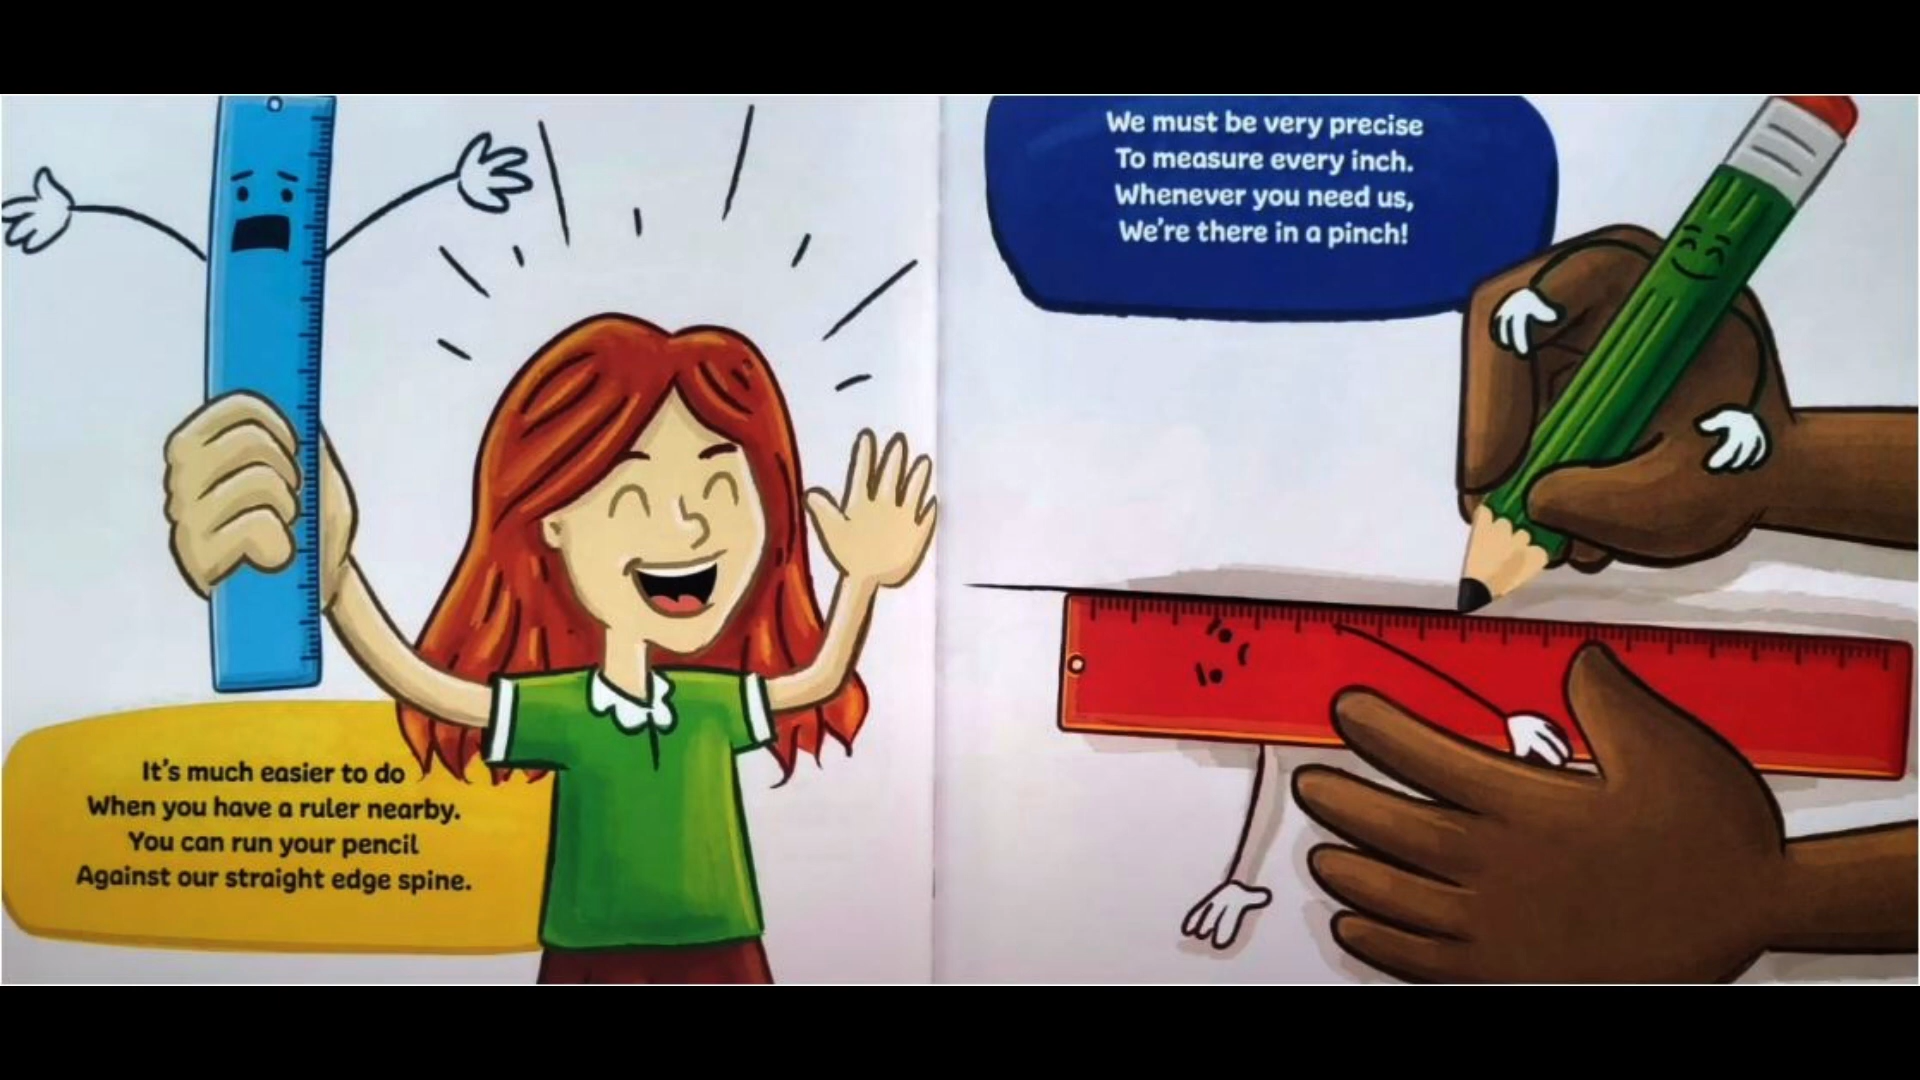 It's much easier to do
When you have a ruler nearby.
You can run your pencil
Against our straight edge spine.
We must be very precise
To measure every inch.
Whenever you need us,
We're there in a pinch!